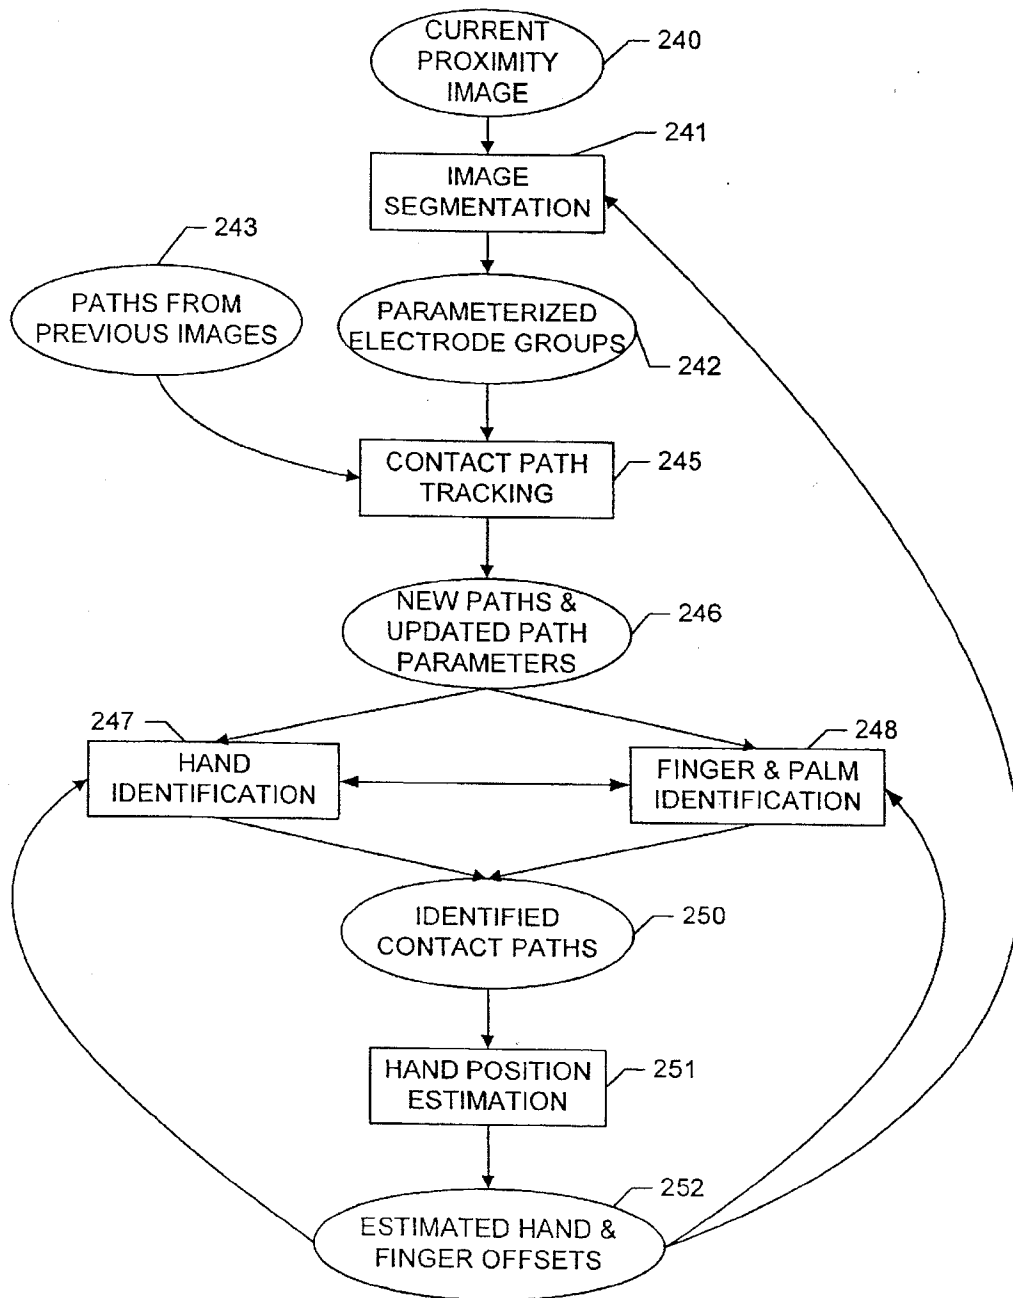 CURRENT
PROXIMITY
IMAGE
240
241
IMAGE
SEGMENTATION
243
PATHS FROM
PREVIOUS IMAGES
PARAMETERIZED
ELECTRODE GROUPS
242
CONTACT PATH
TRACKING
245
NEW PATHS &
UPDATED PATH
PARAMETERS
246
247
HAND
IDENTIFICATION
248
FINGER & PALM
IDENTIFICATION
IDENTIFIED
CONTACT PATHS
250
HAND POSITION
ESTIMATION
251
252
ESTIMATED HAND &
FINGER OFFSETS